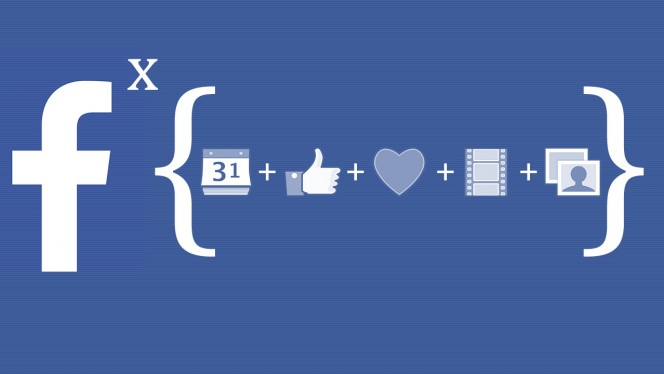 f x { 31 + + + + }